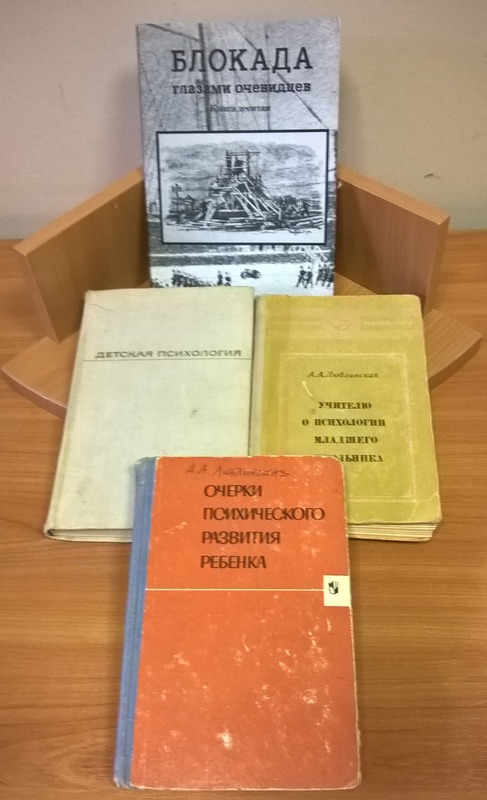 БЛОКАДА
глазами очевидцев
Книга десятая
ДЕТСКАЯ ПСИХОЛОГИЯ
А.А.Люблинская
УЧИТЕЛЮ
О ПСИХОЛОГИИ
МЛАДШЕГО
А.А. Люблинская
ОЧЕРКИ
ПСИХИЧЕСКОГО
РАЗВИТИЯ
РЕБЕНКА